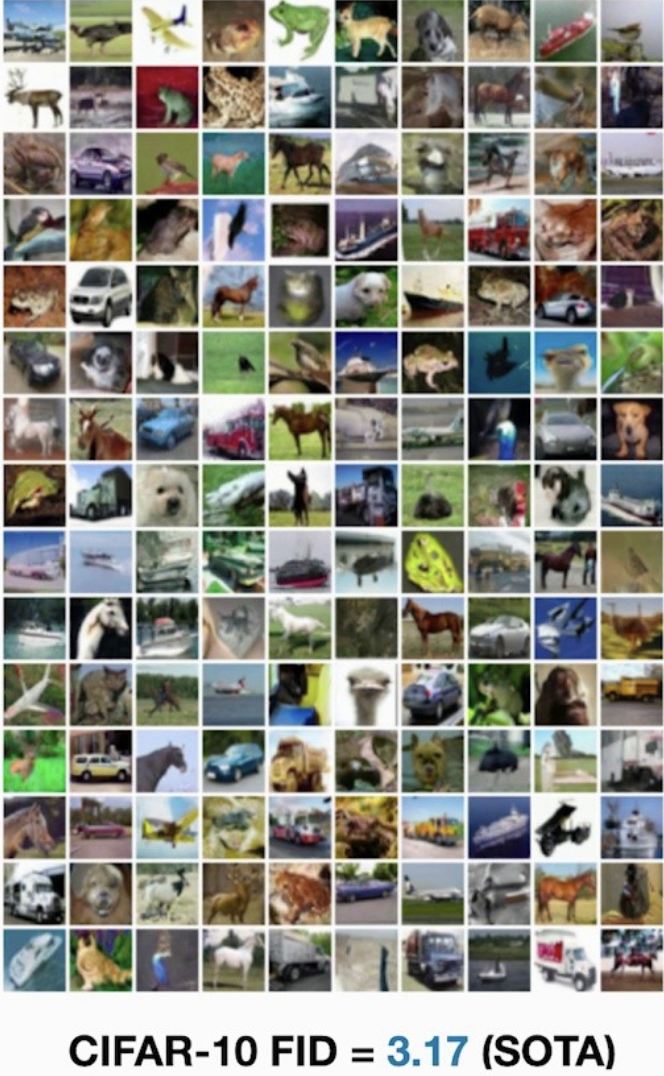 CIFAR-10 FID = 3.17 (SOTA)